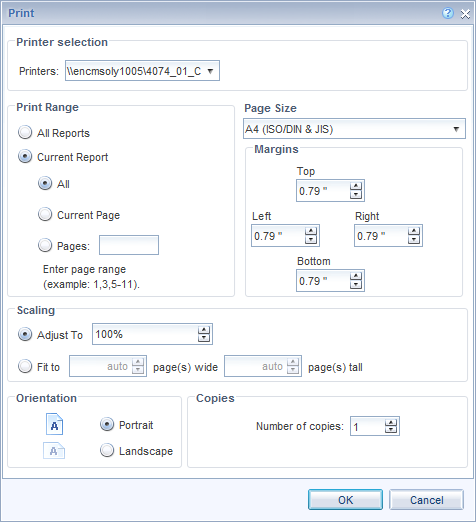 Print
Printer selection
Printers: \\encmsoly1005\4074_01_C
Print Range
All Reports
Current Report
All
Current Page
Pages:
Enter page range
(example: 1,3,5-11).
Page Size
A4 (ISO/DIN & JIS)
Margins
Top
0.79 "
Left Right
0.79 " 0.79 "
Bottom
0.79 "
Scaling
Adjust To 100%
Fit to auto page(s) wide auto page(s) tall
Orientation
A Portrait
A Landscape
Copies
Number of copies: 1
OK Cancel